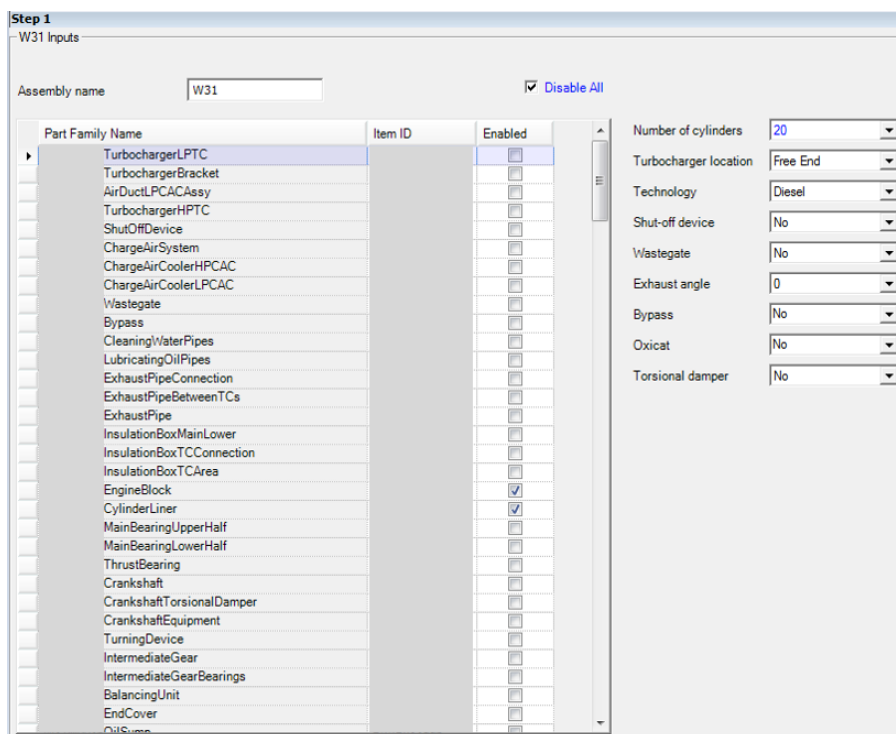 Step 1
W31 Inputs
Assembly name
W31
Disable All
Part Family Name Item ID Enabled
TurbochargerLPTC
TurbochargerBracket
AirDuctLPCACAssy
TurbochargerHPTC
ShutOffDevice
ChargeAirSystem
ChargeAirCoolerHPCAC
ChargeAirCoolerLPCAC
Wastegate
Bypass
CleaningWaterPipes
LubricatingOilPipes
ExhaustPipeConnection
ExhaustPipeBetweenTCs
ExhaustPipe
InsulationBoxMainLower
InsulationBoxTCConnection
InsulationBoxTCArea
EngineBlock
CylinderLiner
MainBearingUpperHalf
MainBearingLowerHalf
ThrustBearing
Crankshaft
CrankshaftTorsionalDamper
CrankshaftEquipment
TurningDevice
IntermediateGear
IntermediateGearBearings
BalancingUnit
EndCover
OilSump
Number of cylinders 20
Turbocarger location Free End
Technology Diesel
Shut-off device No
Wastegate No
Exhaust angle 0
Bypass No
Oxicat No
Torsional damper No